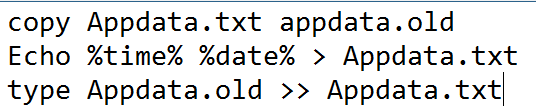 copy Appdata.txt appdata.old
Echo %time% %date% > Appdata.txt
type Appdata.old >> Appdata.txt